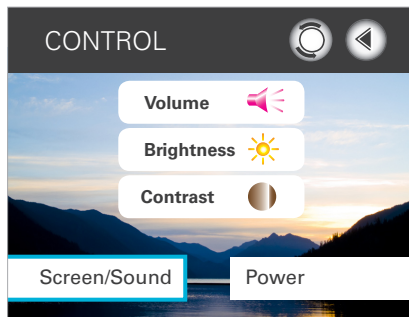 CONTROL
Volume
Brightness
Contrast
Screen/Sound
Power